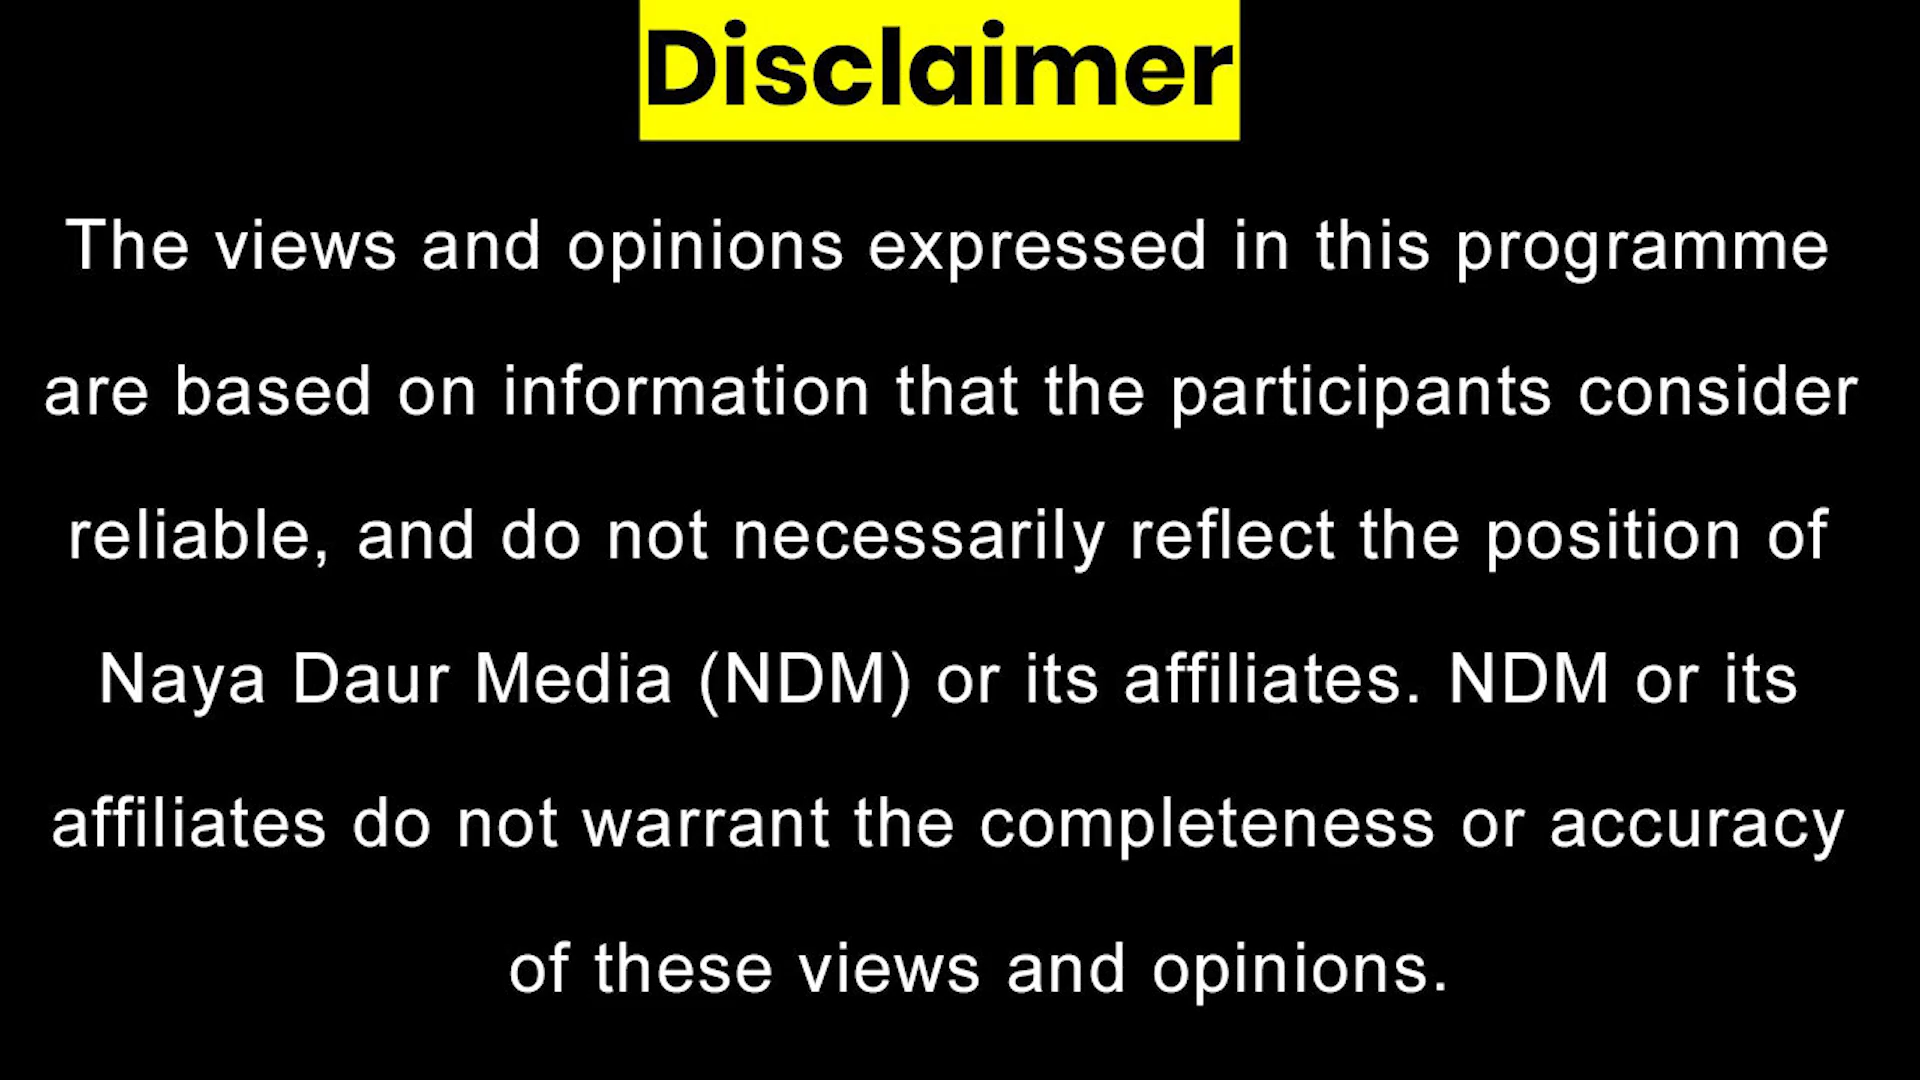 Disclaimer
The views and opinions expressed in this programme
are based on information that the participants consider
reliable, and do not necessarily reflect the position of
Naya Daur Media (NDM) or its affiliates. NDM or its
affiliates do not warrant the completeness or accuracy
of these views and opinions.